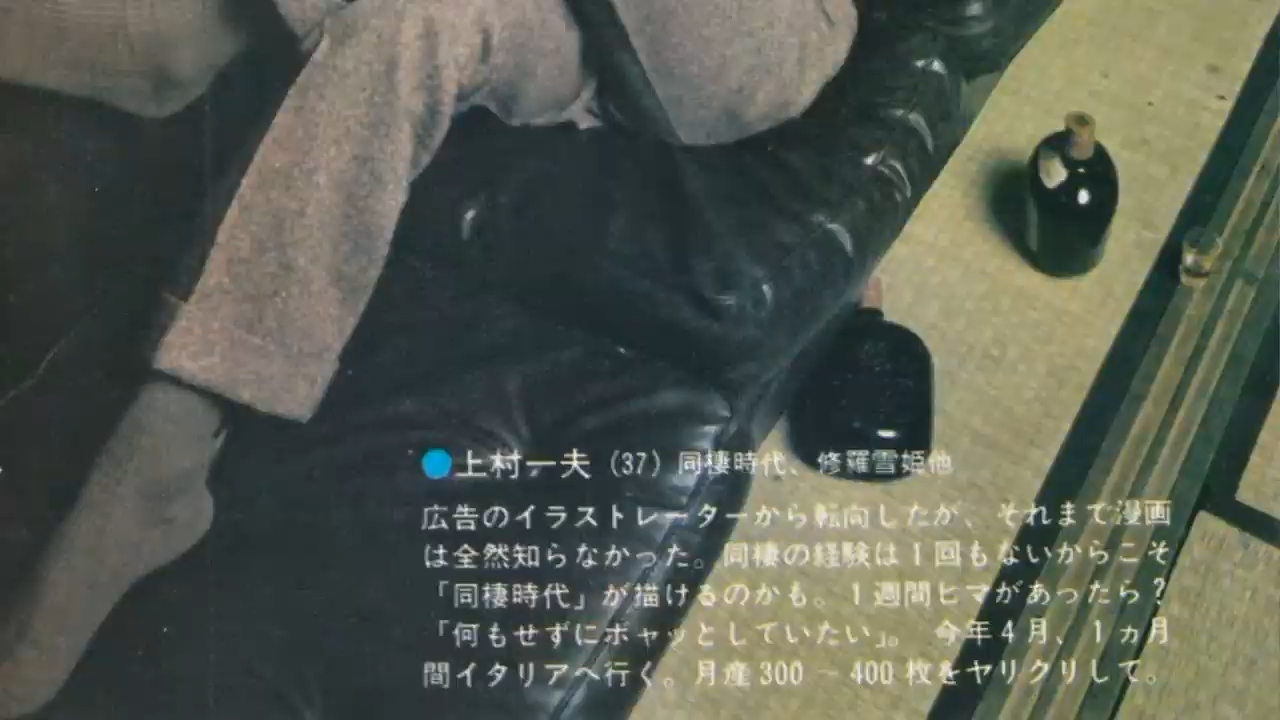 ●上村一夫（37）同棲時代、修羅雪姫他
広告のイラストレーターから転向したが、それまで漫画
は全然知らなかった。同棲の経験は1回もないからこそ
「同棲時代」が描けるのかも。1週間ヒマがあったら？
「何もせずにボャッとしていたい」。今年4月、1ヵ月
間イタリアへ行く。月産300～400枚をヤリクリして。